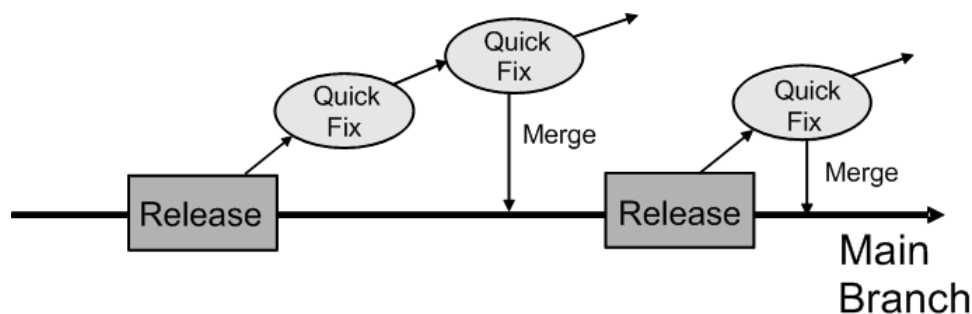 Quick
Fix
Quick
Fix
Merge
Quick
Fix
Merge
Release
Release
Main
Branch